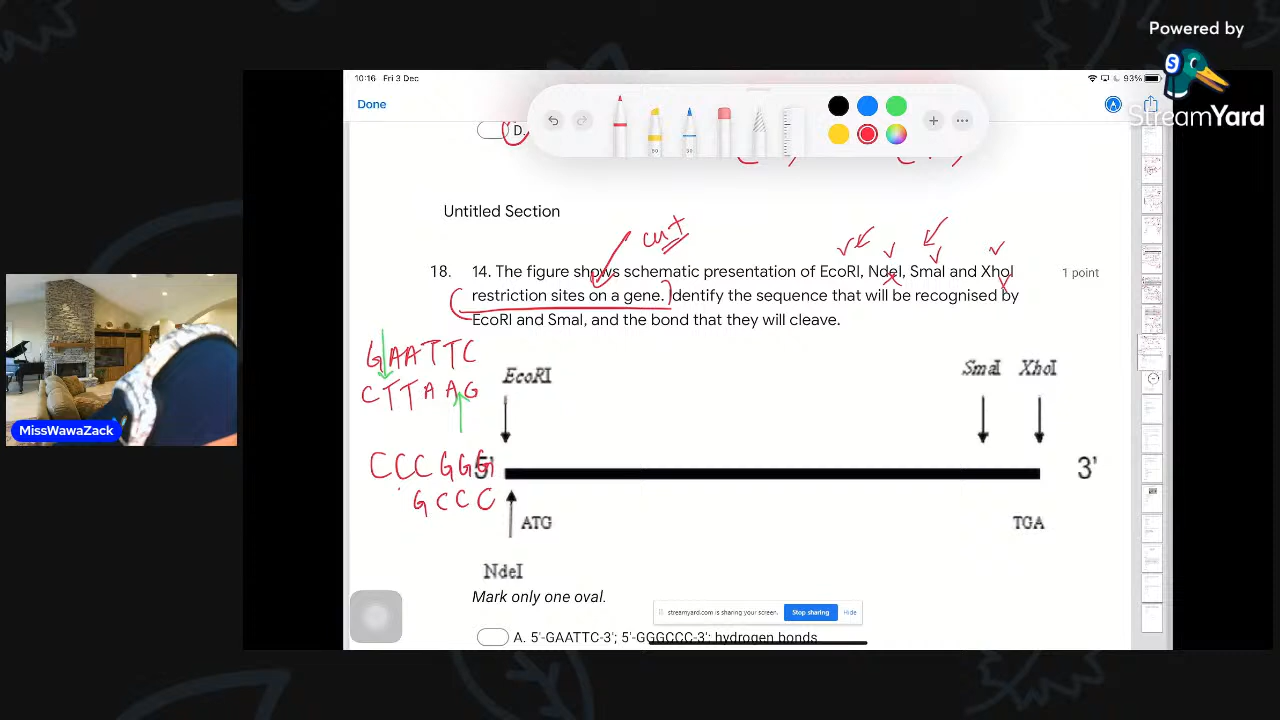 Powered by
StreamYard
10:16 Fri 3 Dec
93%
Done
D.
Untitled Section
cut
18. 14. The figure shows schematic presentation of EcoRI, NdeI, SmaI and XhoI 1 point
restriction sites on a gene. Identify the sequence that will be recognised by
EcoRI and SmaI, and the bond that they will cleave.
GAATTC
CTTAAG
EcoRI
SmaI XhoI
CCCGGG
GCCC
5' 3'
ATG TGA
NdeI
Mark only one oval.
streamyard.com is sharing your screen. Stop sharing Hide
A. 5'-GAATTC-3'; 5'-GGGCCC-3'; hydrogen bonds
MissWawaZack